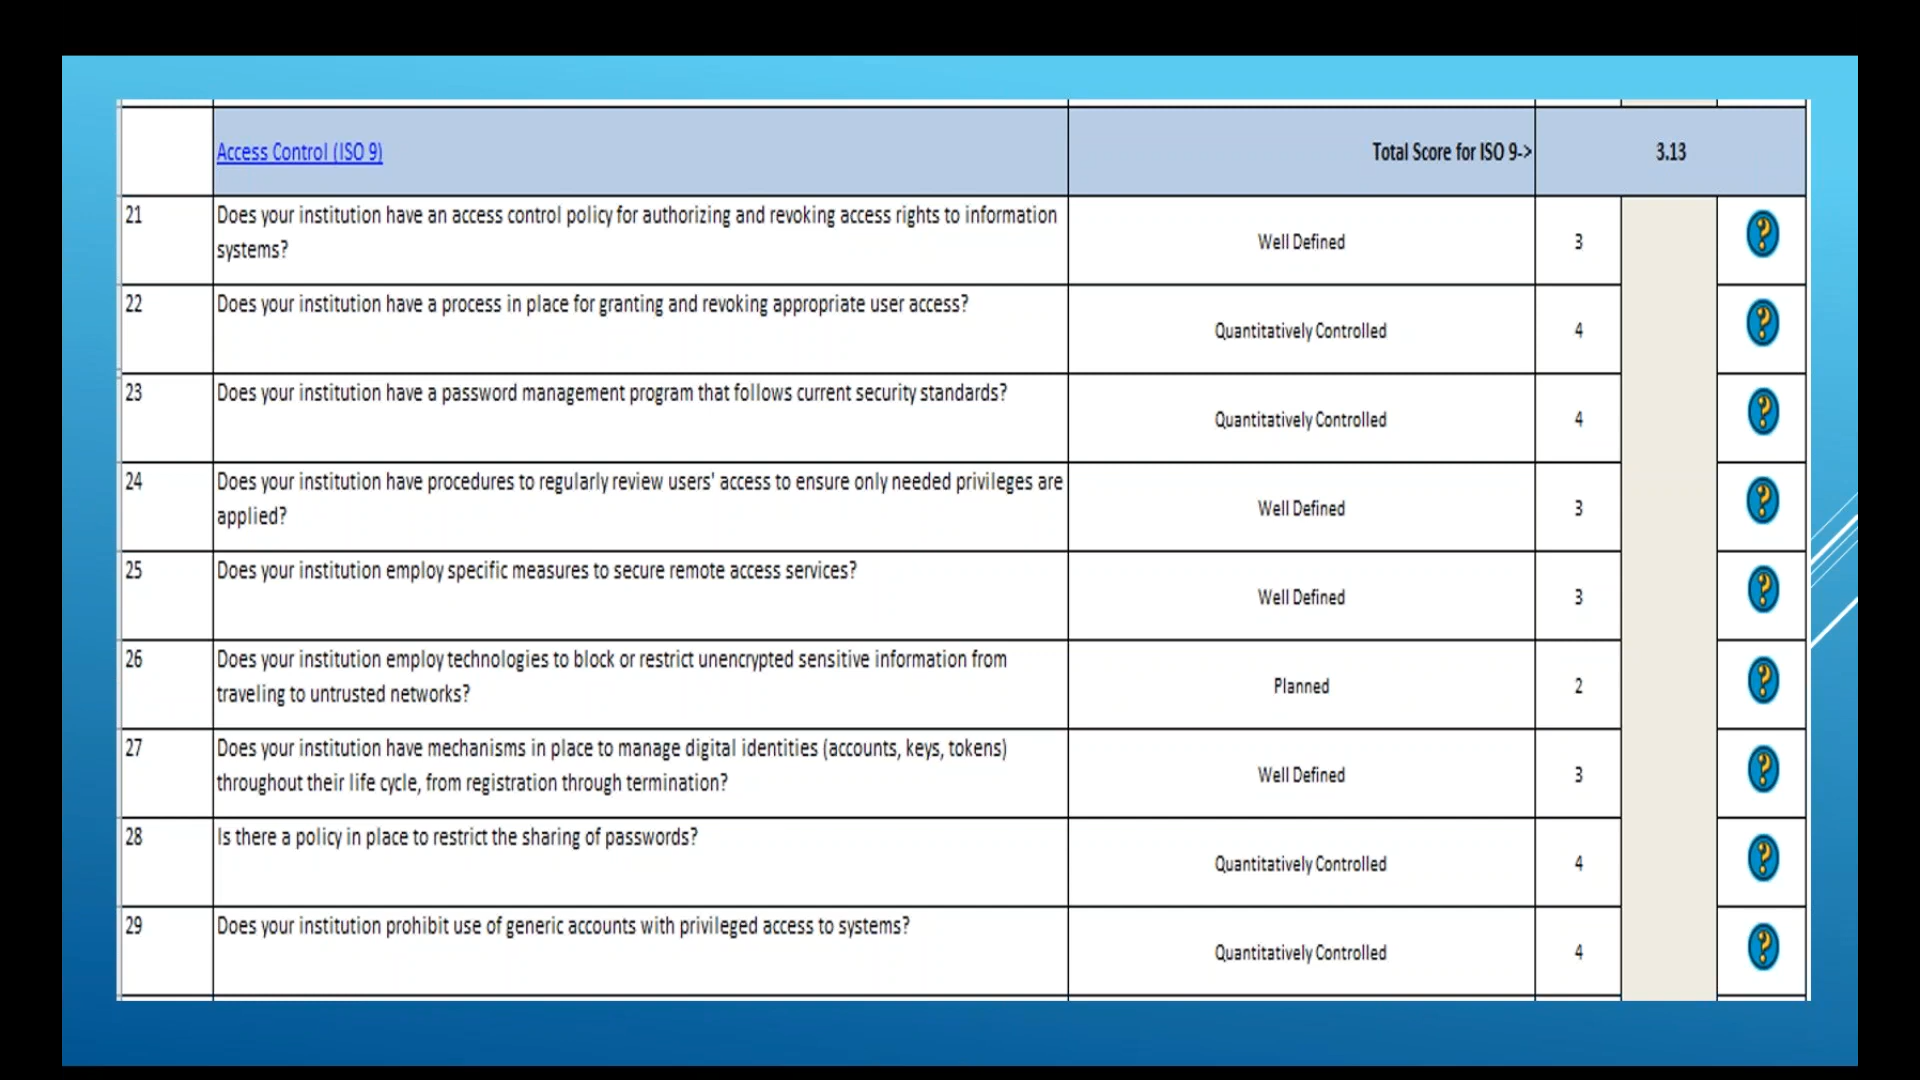 Access Control (ISO 9) Total Score for ISO 9-> 3.13
21 Does your institution have an access control policy for authorizing and revoking access rights to information
systems? Well Defined 3 ?
22 Does your institution have a process in place for granting and revoking appropriate user access?
Quantitatively Controlled 4 ?
23 Does your institution have a password management program that follows current security standards?
Quantitatively Controlled 4 ?
24 Does your institution have procedures to regularly review users' access to ensure only needed privileges are
applied? Well Defined 3 ?
25 Does your institution employ specific measures to secure remote access services?
Well Defined 3 ?
26 Does your institution employ technologies to block or restrict unencrypted sensitive information from
traveling to untrusted networks? Planned 2 ?
27 Does your institution have mechanisms in place to manage digital identities (accounts, keys, tokens)
throughout their life cycle, from registration through termination? Well Defined 3 ?
28 Is there a policy in place to restrict the sharing of passwords?
Quantitatively Controlled 4 ?
29 Does your institution prohibit use of generic accounts with privileged access to systems?
Quantitatively Controlled 4 ?